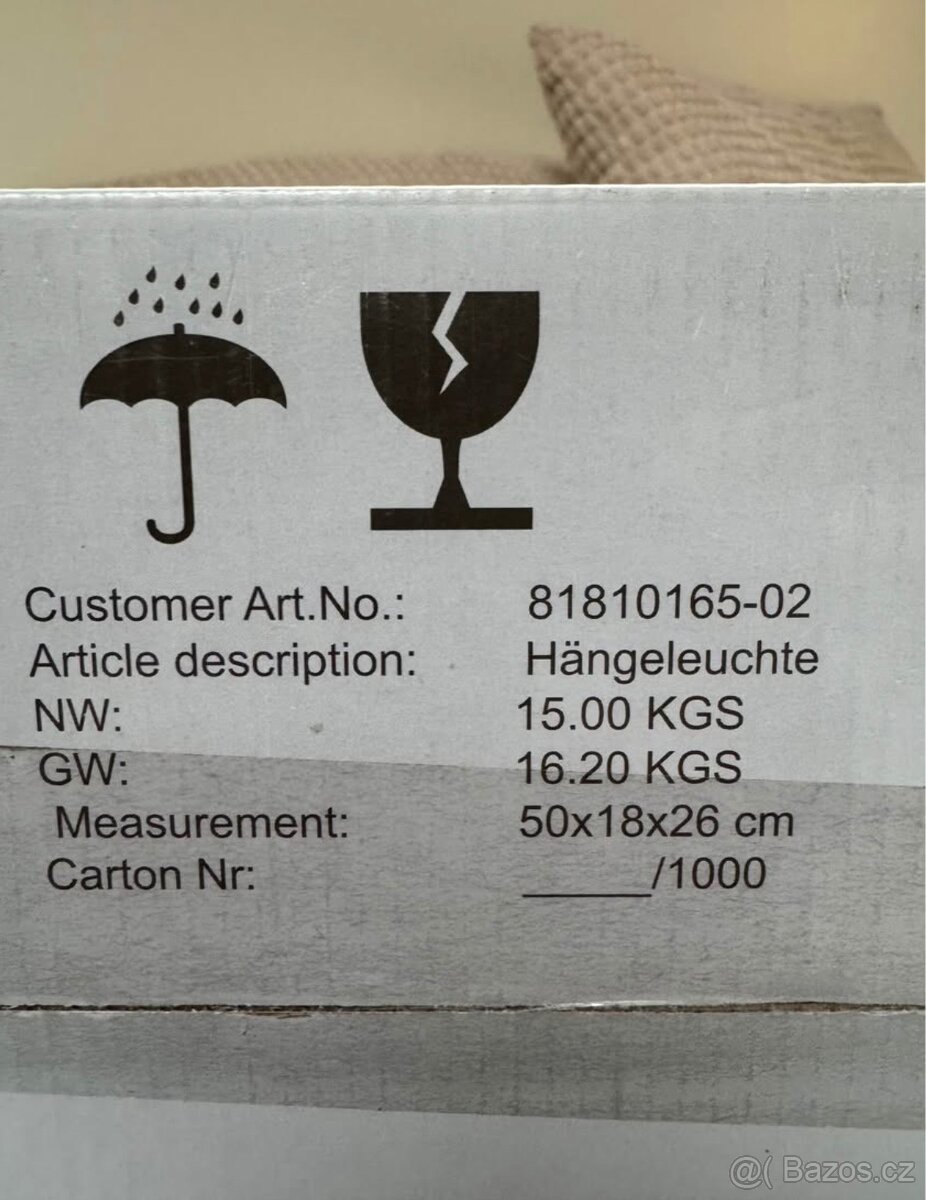 Customer Art.No.: 81810165-02
Article description: Hängeleuchte
NW: 15.00 KGS
GW: 16.20 KGS
Measurement: 50x18x26 cm
Carton Nr: _____/1000
@( Bazos.cz